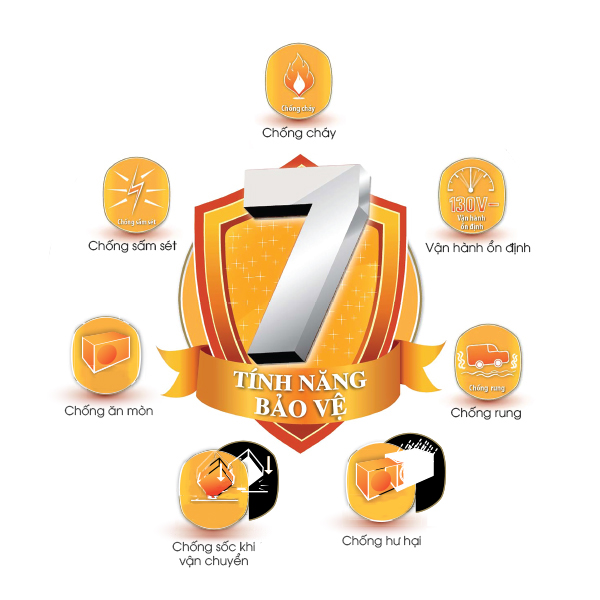 Chống cháy
Chống cháy
Chống sấm sét
Chống sấm sét
130V~
Vận hành
ổn định
Vận hành ổn định
7
TÍNH NĂNG
BẢO VỆ
Chống ăn mòn
Chống rung
Chống rung
Chống sốc khi
vận chuyển
Chống hư hại